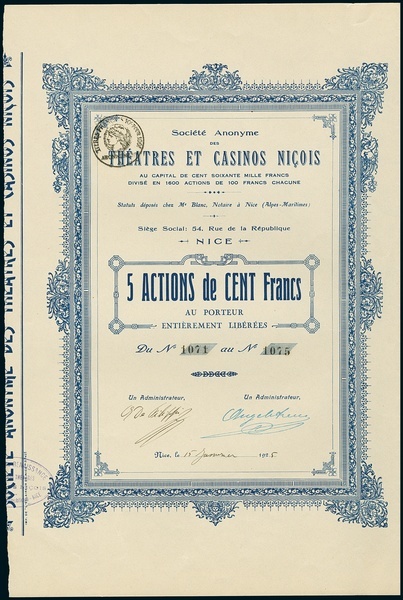 Société Anonyme
DES
THÉATRES ET CASINOS NIÇOIS
AU CAPITAL DE CENT SOIXANTE MILLE FRANCS
DIVISÉ EN 1600 ACTIONS DE 100 FRANCS CHACUNE
Statuts déposés chez Me Blanc, Notaire à Nice (Alpes-Maritimes)
Siège Social: 54, Rue de la République
NICE
5 ACTIONS de CENT Francs
AU PORTEUR
ENTIÈREMENT LIBÉRÉES
Du No 1071 au No 1075
Un Administrateur, Un Administrateur,
Nice, le 15 Janvier 1925
SOCIÉTÉ ANONYME DES THÉATRES ET CASINOS NIÇOIS